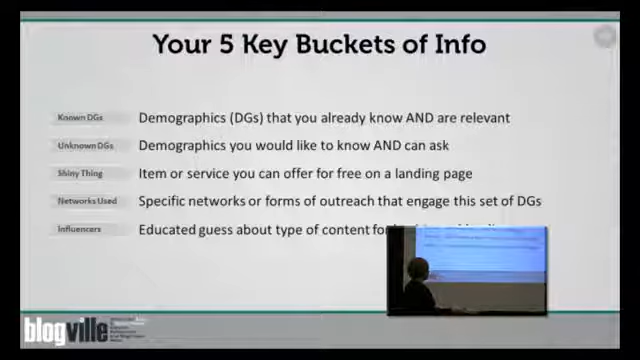 Your 5 Key Buckets of Info
Known DGs Demographics (DGs) that you already know AND are relevant
Unknown DGs Demographics you would like to know AND can ask
Shiny Thing Item or service you can offer for free on a landing page
Networks Used Specific networks or forms of outreach that engage this set of DGs
Influencers Educated guess about type of content for
blogville